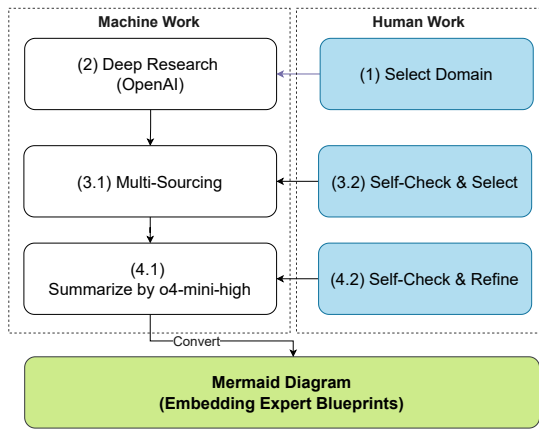 Machine Work
Human Work
(2) Deep Research
(OpenAI)
(1) Select Domain
(3.1) Multi-Sourcing
(3.2) Self-Check & Select
(4.1)
Summarize by o4-mini-high
(4.2) Self-Check & Refine
Convert
Mermaid Diagram
(Embedding Expert Blueprints)